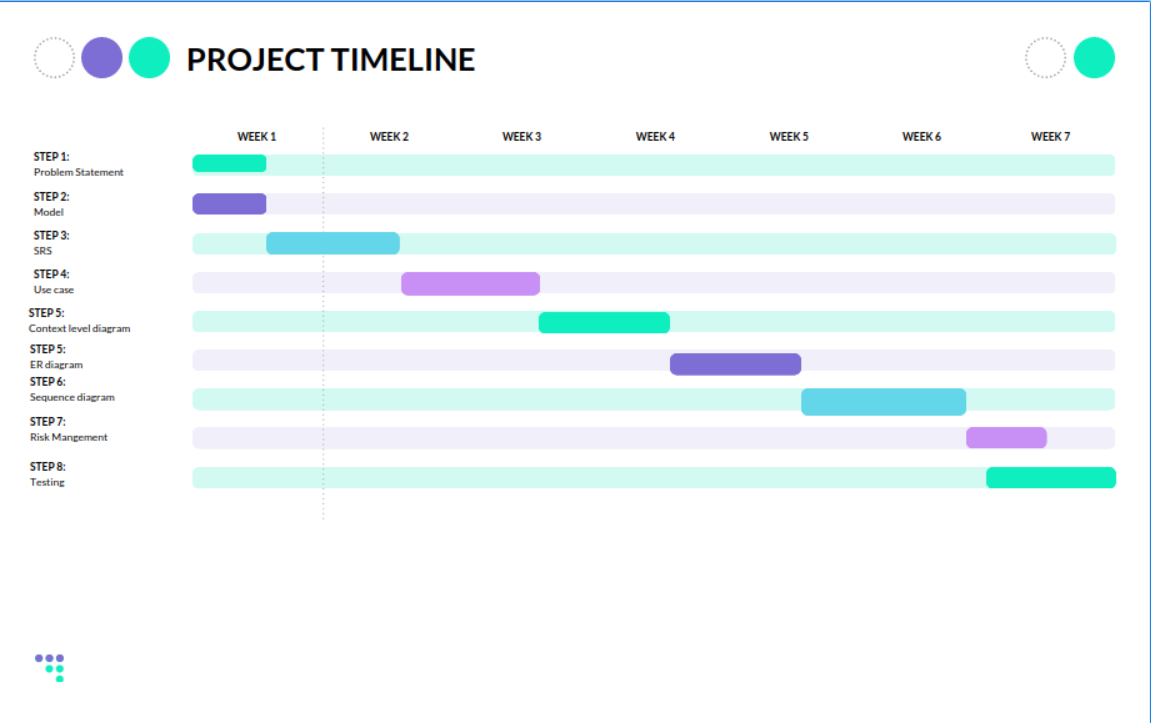 PROJECT TIMELINE
WEEK 1 WEEK 2 WEEK 3 WEEK 4 WEEK 5 WEEK 6 WEEK 7
STEP 1:
Problem Statement
STEP 2:
Model
STEP 3:
SRS
STEP 4:
Use case
STEP 5:
Context level diagram
STEP 5:
ER diagram
STEP 6:
Sequence diagram
STEP 7:
Risk Mangement
STEP 8:
Testing